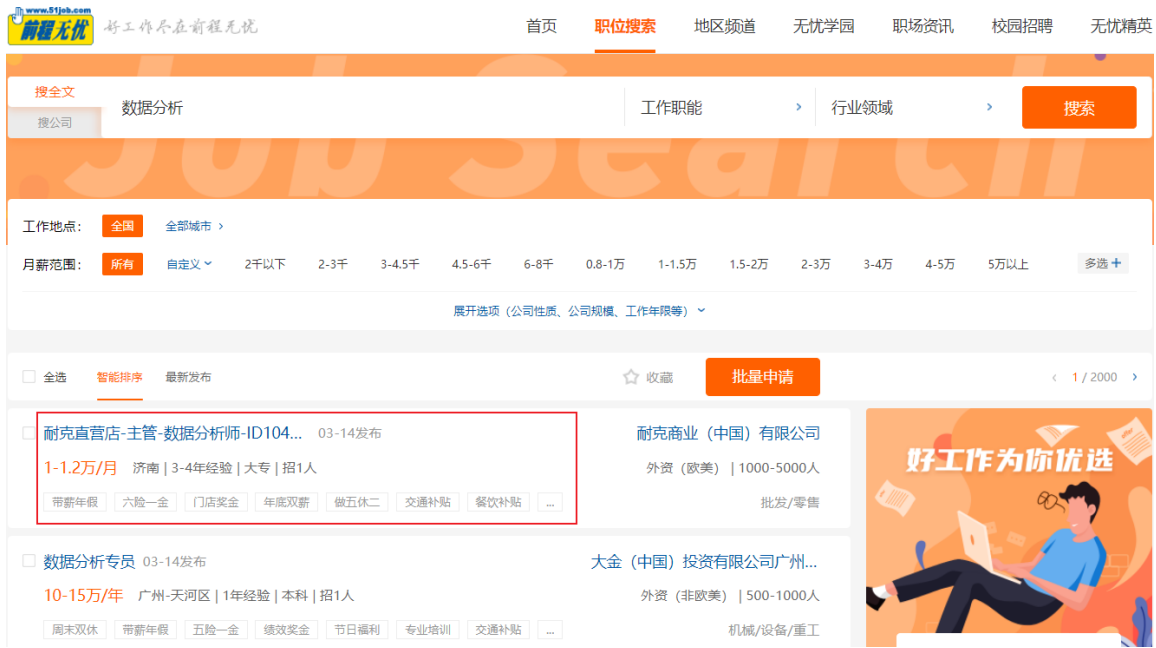 www.51job.com
前程无忧 好工作尽在前程无忧 首页 职位搜索 地区频道 无忧学园 职场资讯 校园招聘 无忧精英
搜全文
搜公司
数据分析 工作职能 > 行业领域 > 搜索
Job Search
工作地点： 全国 全部城市 >
月薪范围： 所有 自定义 2千以下 2-3千 3-4.5千 4.5-6千 6-8千 0.8-1万 1-1.5万 1.5-2万 2-3万 3-4万 4-5万 5万以上 多选 +
展开选项（公司性质、公司规模、工作年限等）
全选 智能排序 最新发布 收藏 批量申请 < 1 / 2000 >
耐克直营店-主管-数据分析师-ID104... 03-14发布 耐克商业（中国）有限公司
1-1.2万/月 济南 | 3-4年经验 | 大专 | 招1人 外资（欧美） | 1000-5000人
带薪年假 六险一金 门店奖金 年底双薪 做五休二 交通补贴 餐饮补贴 ... 批发/零售
数据分析专员 03-14发布 大金（中国）投资有限公司广州...
10-15万/年 广州-天河区 | 1年经验 | 本科 | 招1人 外资（非欧美） | 500-1000人
周末双休 带薪年假 五险一金 绩效奖金 节日福利 专业培训 交通补贴 ... 机械/设备/重工
好工作为你优选